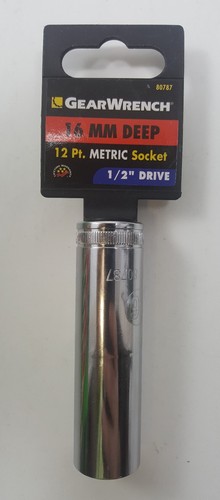 80787
GEARWRENCH
16 MM DEEP
12 Pt. METRIC Socket
1/2" DRIVE